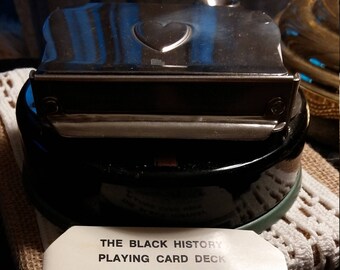 THE BLACK HISTORY
PLAYING CARD DECK